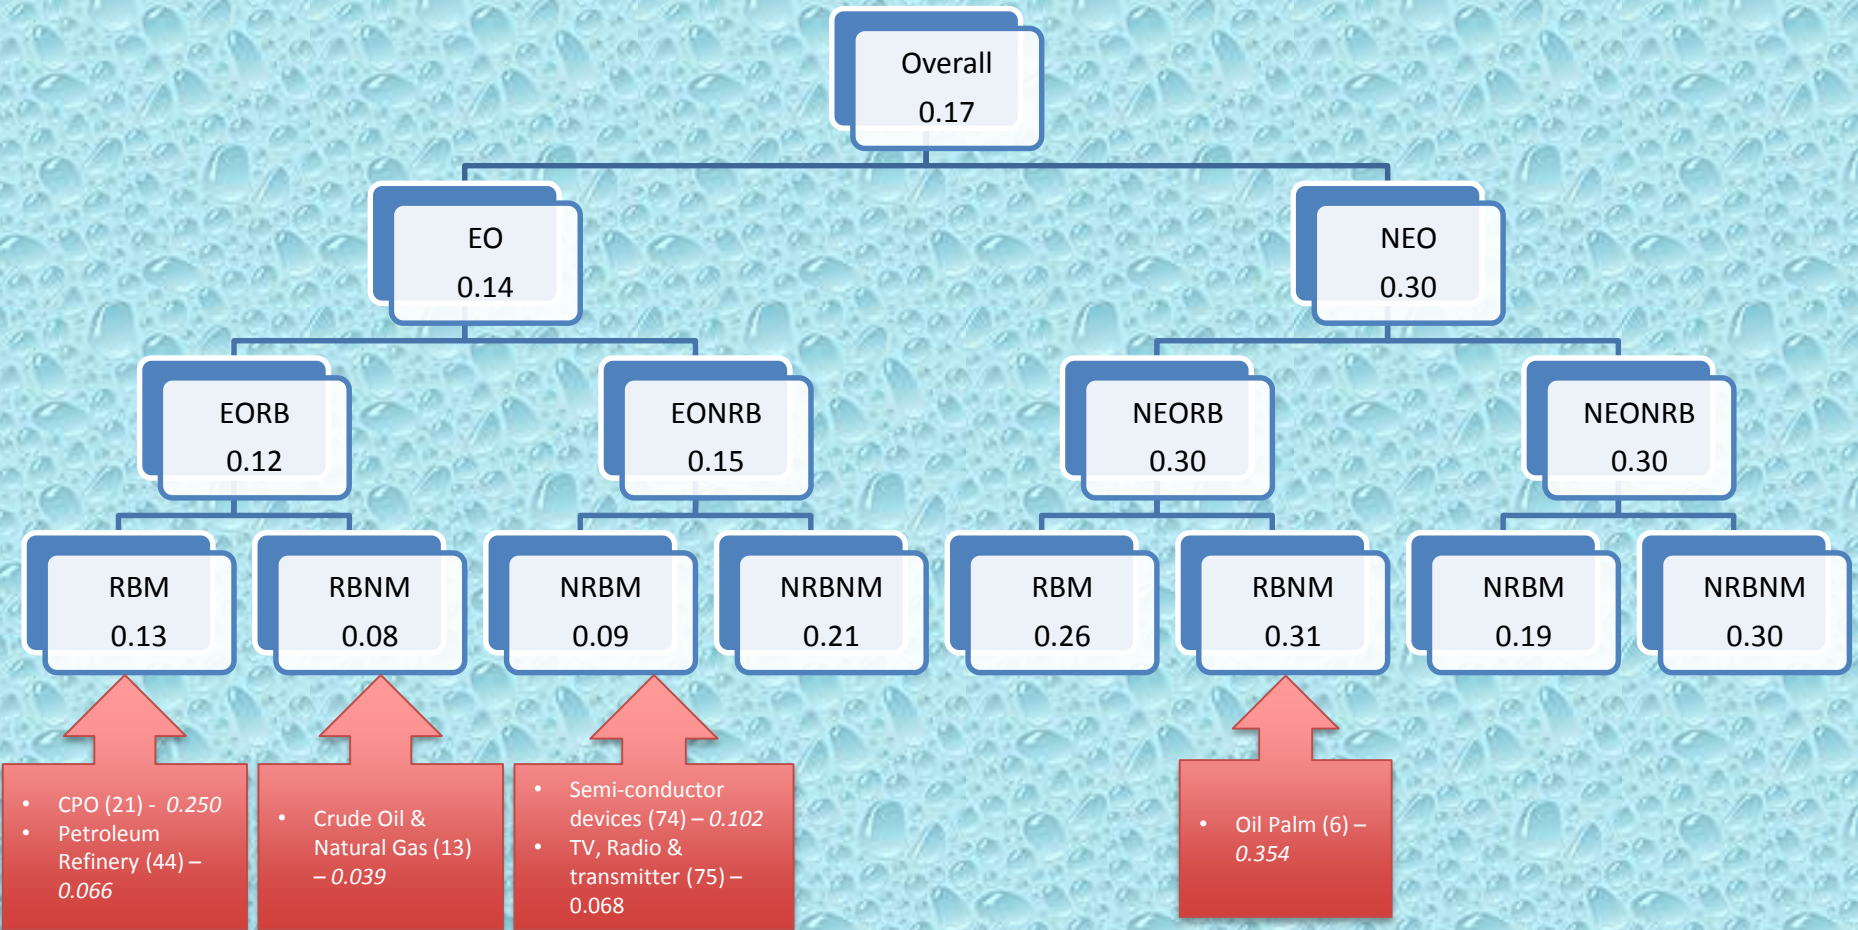 Overall
0.17
EO
0.14
NEO
0.30
EORB
0.12
EONRB
0.15
NEORB
0.30
NEONRB
0.30
RBM
0.13
RBNM
0.08
NRBM
0.09
NRBNM
0.21
RBM
0.26
RBNM
0.31
NRBM
0.19
NRBNM
0.30
• CPO (21) - 0.250
• Petroleum
Refinery (44) –
0.066
• Crude Oil &
Natural Gas (13)
– 0.039
• Semi-conductor
devices (74) – 0.102
• TV, Radio &
transmitter (75) –
0.068
• Oil Palm (6) –
0.354